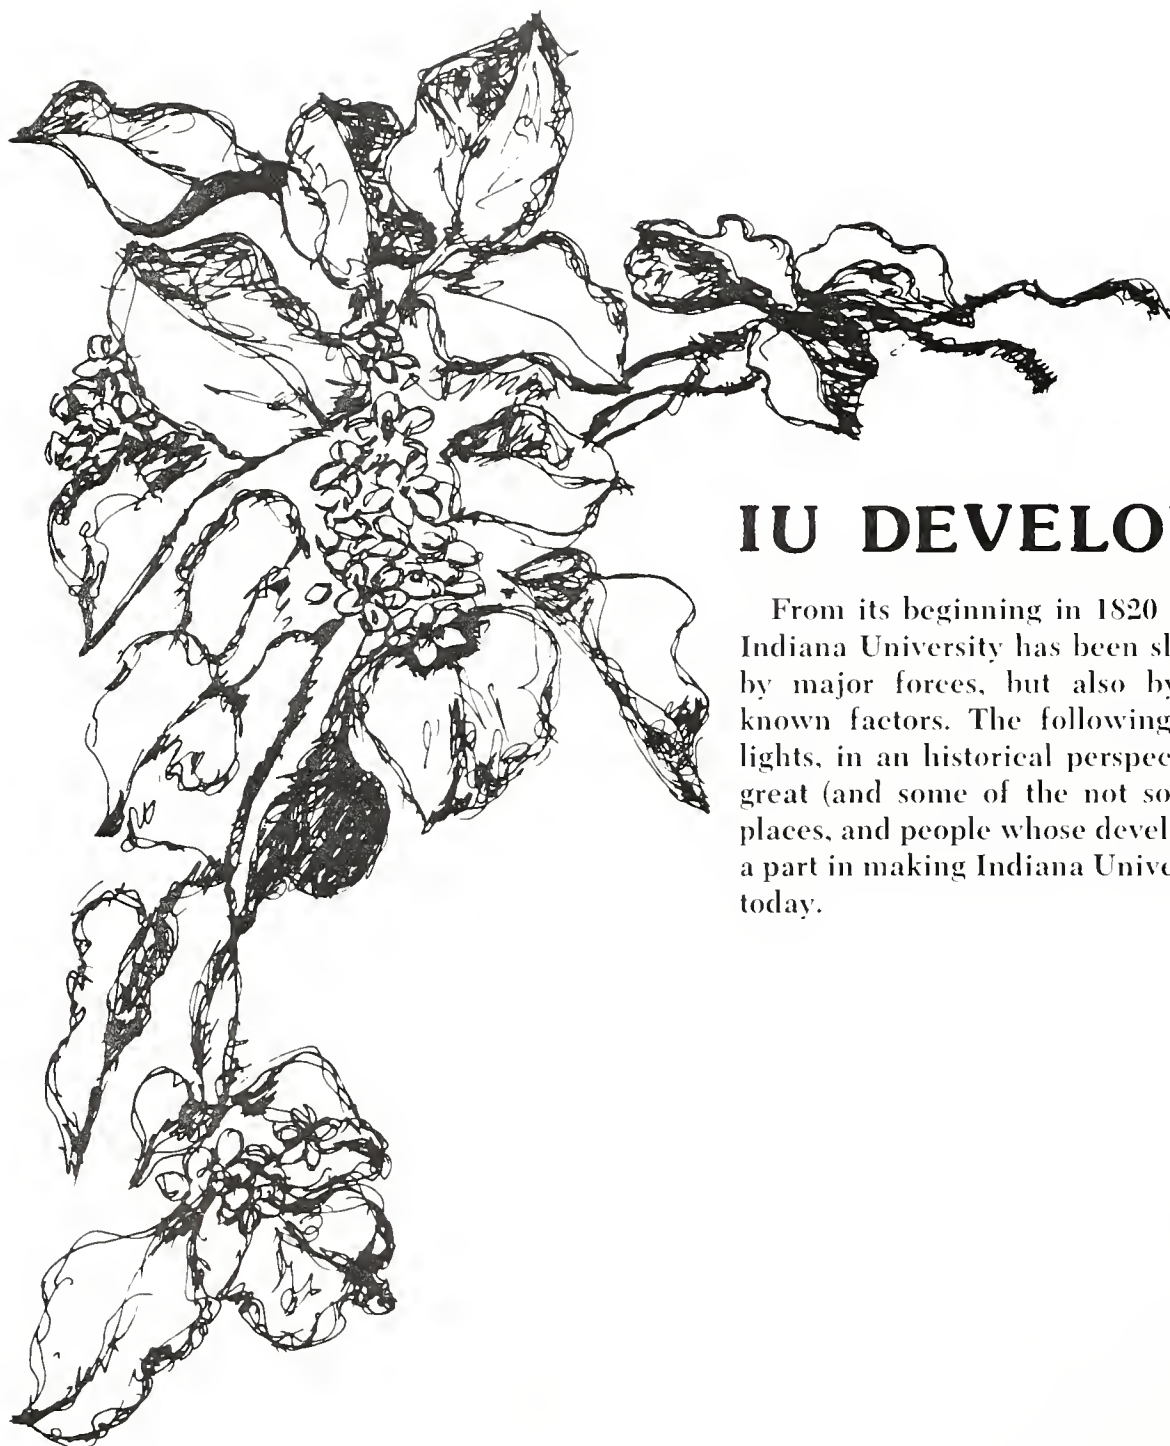 IU DEVELO
From its beginning in 1820
Indiana University has been sl
by major forces, but also by
known factors. The following
lights, in an historical perspec
great (and some of the not so
places, and people whose devel
a part in making Indiana Unive
today.